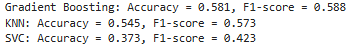 Gradient Boosting: Accuracy = 0.581, F1-score = 0.588
KNN: Accuracy = 0.545, F1-score = 0.573
SVC: Accuracy = 0.373, F1-score = 0.423